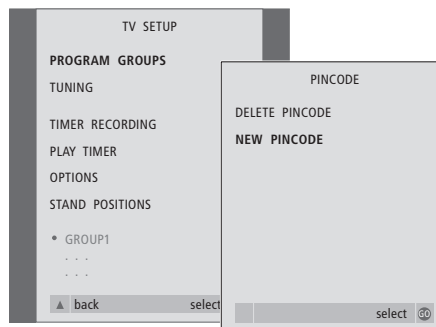 TV SETUP
PROGRAM GROUPS
TUNING
TIMER RECORDING
PLAY TIMER
OPTIONS
STAND POSITIONS
• GROUP1
. . .
. . .
▲ back select
PINCODE
DELETE PINCODE
NEW PINCODE
select GO